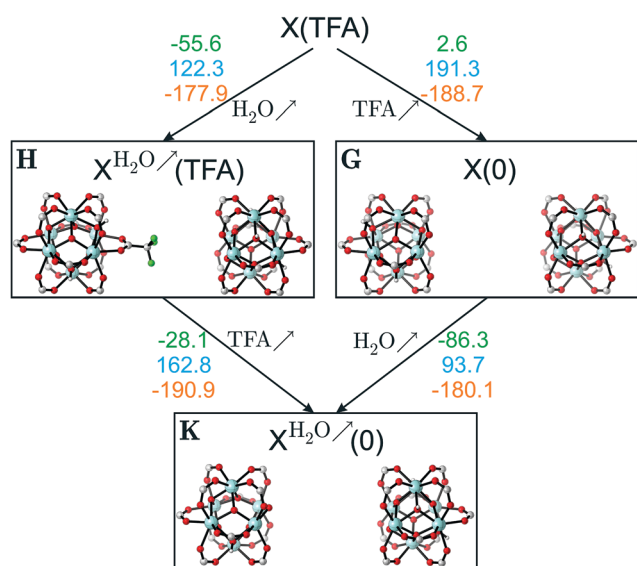 X(TFA)
-55.6
122.3
-177.9
H₂O ↗
2.6
191.3
-188.7
TFA ↗
H
X^{H₂O ↗}(TFA)
G
X(0)
-28.1
162.8
-190.9
TFA ↗
H₂O ↗
-86.3
93.7
-180.1
K
X^{H₂O ↗}(0)